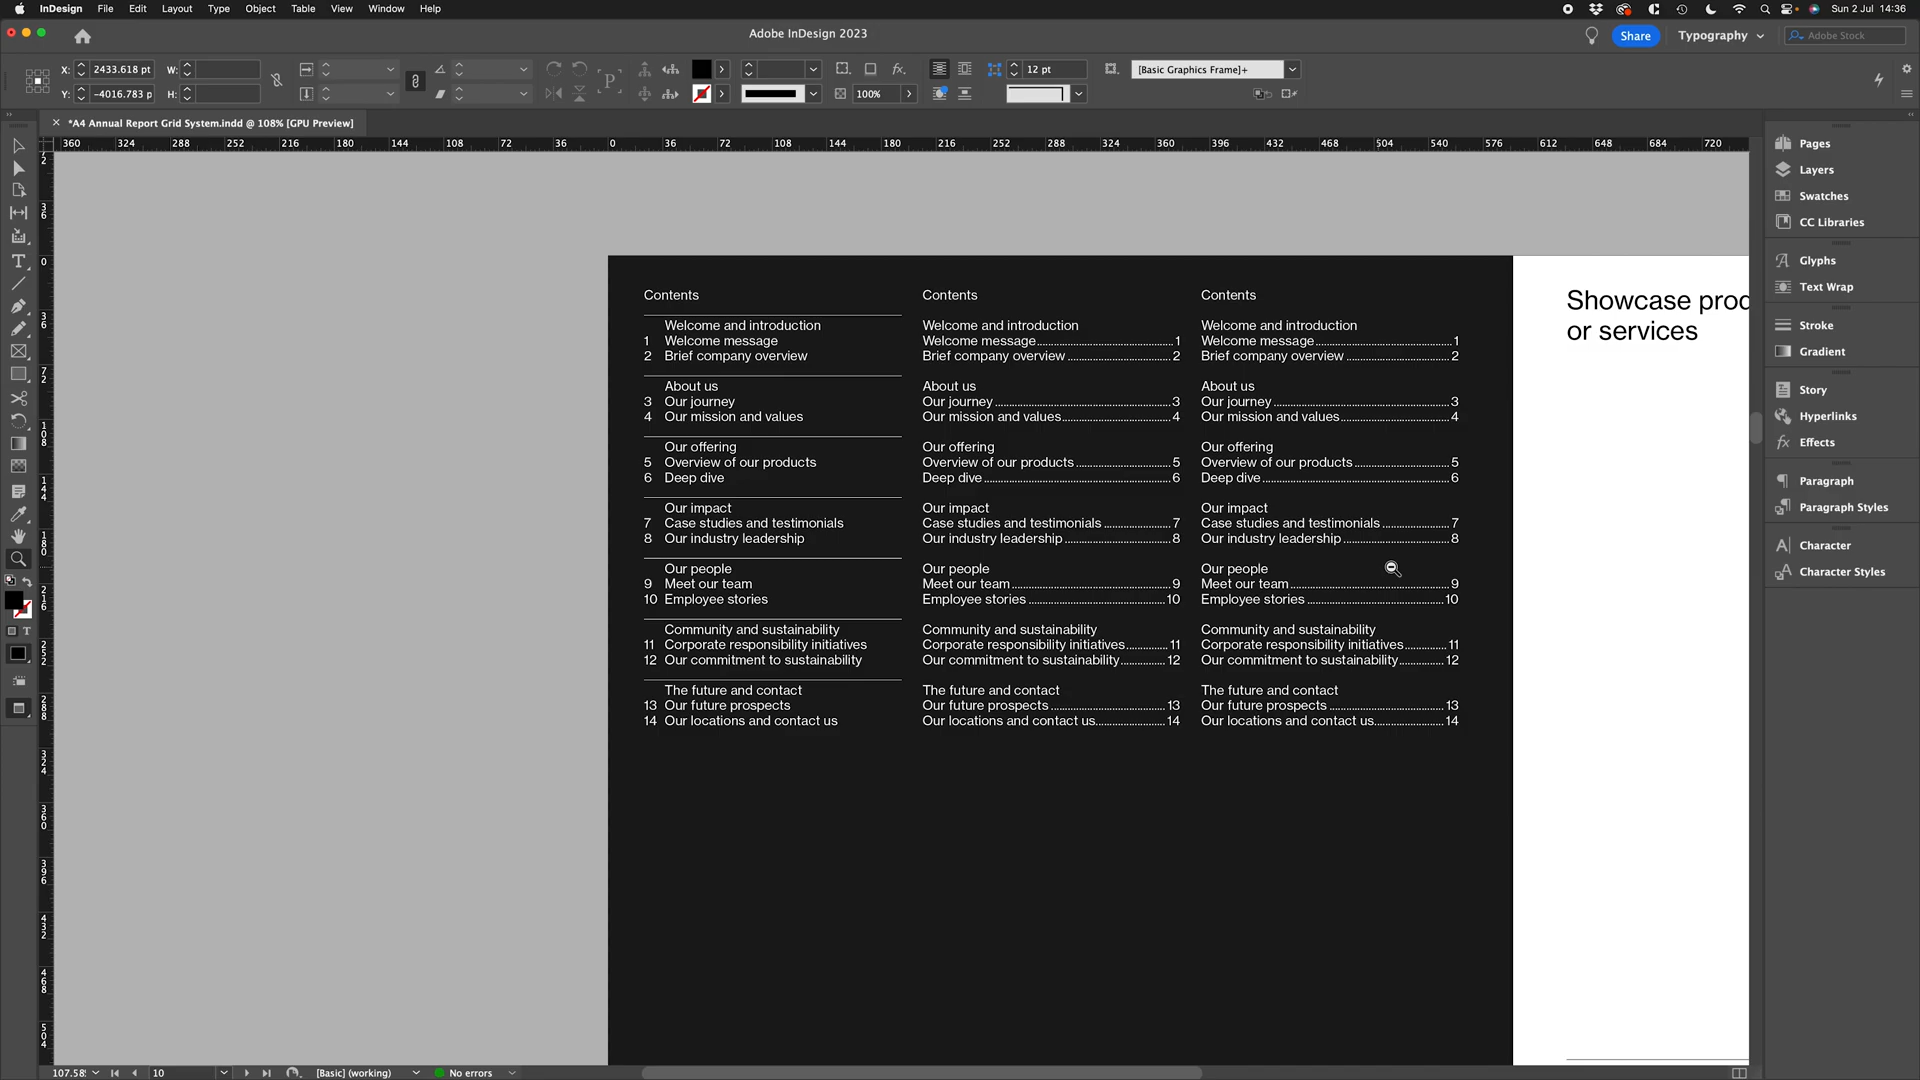 InDesign File Edit Layout Type Object Table View Window Help
Sun 2 Jul 14:36
Adobe InDesign 2023
Share
Typography
Adobe Stock
X: 2433.618 pt W:
12 pt
[Basic Graphics Frame]+
Y: -4016.783 p H:
100%
*A4 Annual Report Grid System.indd @ 108% [GPU Preview]
360 324 288 252 216 180 144 108 72 36 0 36 72 108 144 180 216 252 288 324 360 396 432 468 504 540 576 612 648 684 720
Contents
Welcome and introduction
1 Welcome message
2 Brief company overview
About us
3 Our journey
4 Our mission and values
Our offering
5 Overview of our products
6 Deep dive
Our impact
7 Case studies and testimonials
8 Our industry leadership
Our people
9 Meet our team
10 Employee stories
Community and sustainability
11 Corporate responsibility initiatives
12 Our commitment to sustainability
The future and contact
13 Our future prospects
14 Our locations and contact us
Contents
Welcome and introduction
Welcome message 1
Brief company overview 2
About us
Our journey 3
Our mission and values 4
Our offering
Overview of our products 5
Deep dive 6
Our impact
Case studies and testimonials 7
Our industry leadership 8
Our people
Meet our team 9
Employee stories 10
Community and sustainability
Corporate responsibility initiatives 11
Our commitment to sustainability 12
The future and contact
Our future prospects 13
Our locations and contact us 14
Contents
Welcome and introduction
Welcome message 1
Brief company overview 2
About us
Our journey 3
Our mission and values 4
Our offering
Overview of our products 5
Deep dive 6
Our impact
Case studies and testimonials 7
Our industry leadership 8
Our people
Meet our team 9
Employee stories 10
Community and sustainability
Corporate responsibility initiatives 11
Our commitment to sustainability 12
The future and contact
Our future prospects 13
Our locations and contact us 14
Showcase prod
or services
Pages
Layers
Swatches
CC Libraries
Glyphs
Text Wrap
Stroke
Gradient
Story
Hyperlinks
Effects
Paragraph
Paragraph Styles
Character
Character Styles
107.58
10
[Basic] (working)
No errors